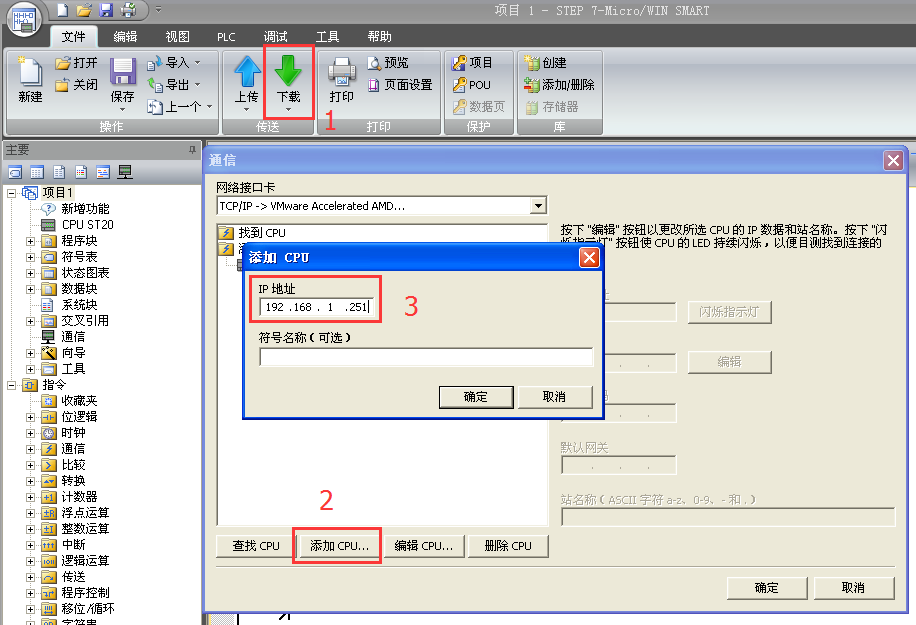 项目 1 - STEP 7-Micro/WIN SMART
文件 编辑 视图 PLC 调试 工具 帮助
新建 打开 关闭 保存 导入 导出 上一个
操作
上传 下载
传送
1
打印 预览 页面设置
打印
项目 POU 数据页
保护
创建 添加/删除 存储器
库
主要
项目1
新增功能
CPU ST20
程序块
符号表
状态图表
数据块
系统块
交叉引用
通信
向导
工具
指令
收藏夹
位逻辑
时钟
通信
比较
转换
计数器
浮点运算
整数运算
中断
逻辑运算
传送
程序控制
移位/循环
字符串
通信
网络接口卡
TCP/IP -> VMware Accelerated AMD...
找到 CPU
按下 "编辑" 按钮以更改所选 CPU 的 IP 数据和站名称。按下 "闪
烁指示灯" 按钮使 CPU 的 LED 持续闪烁，以便目测找到连接的
添加 CPU
IP 地址
192 .168 . 1 .251
3
符号名称（可选）
确定 取消
闪烁指示灯
编辑
码
默认网关
站名称（ASCII 字符 a-z、0-9、- 和 .）
2
查找 CPU 添加 CPU... 编辑 CPU... 删除 CPU
确定 取消